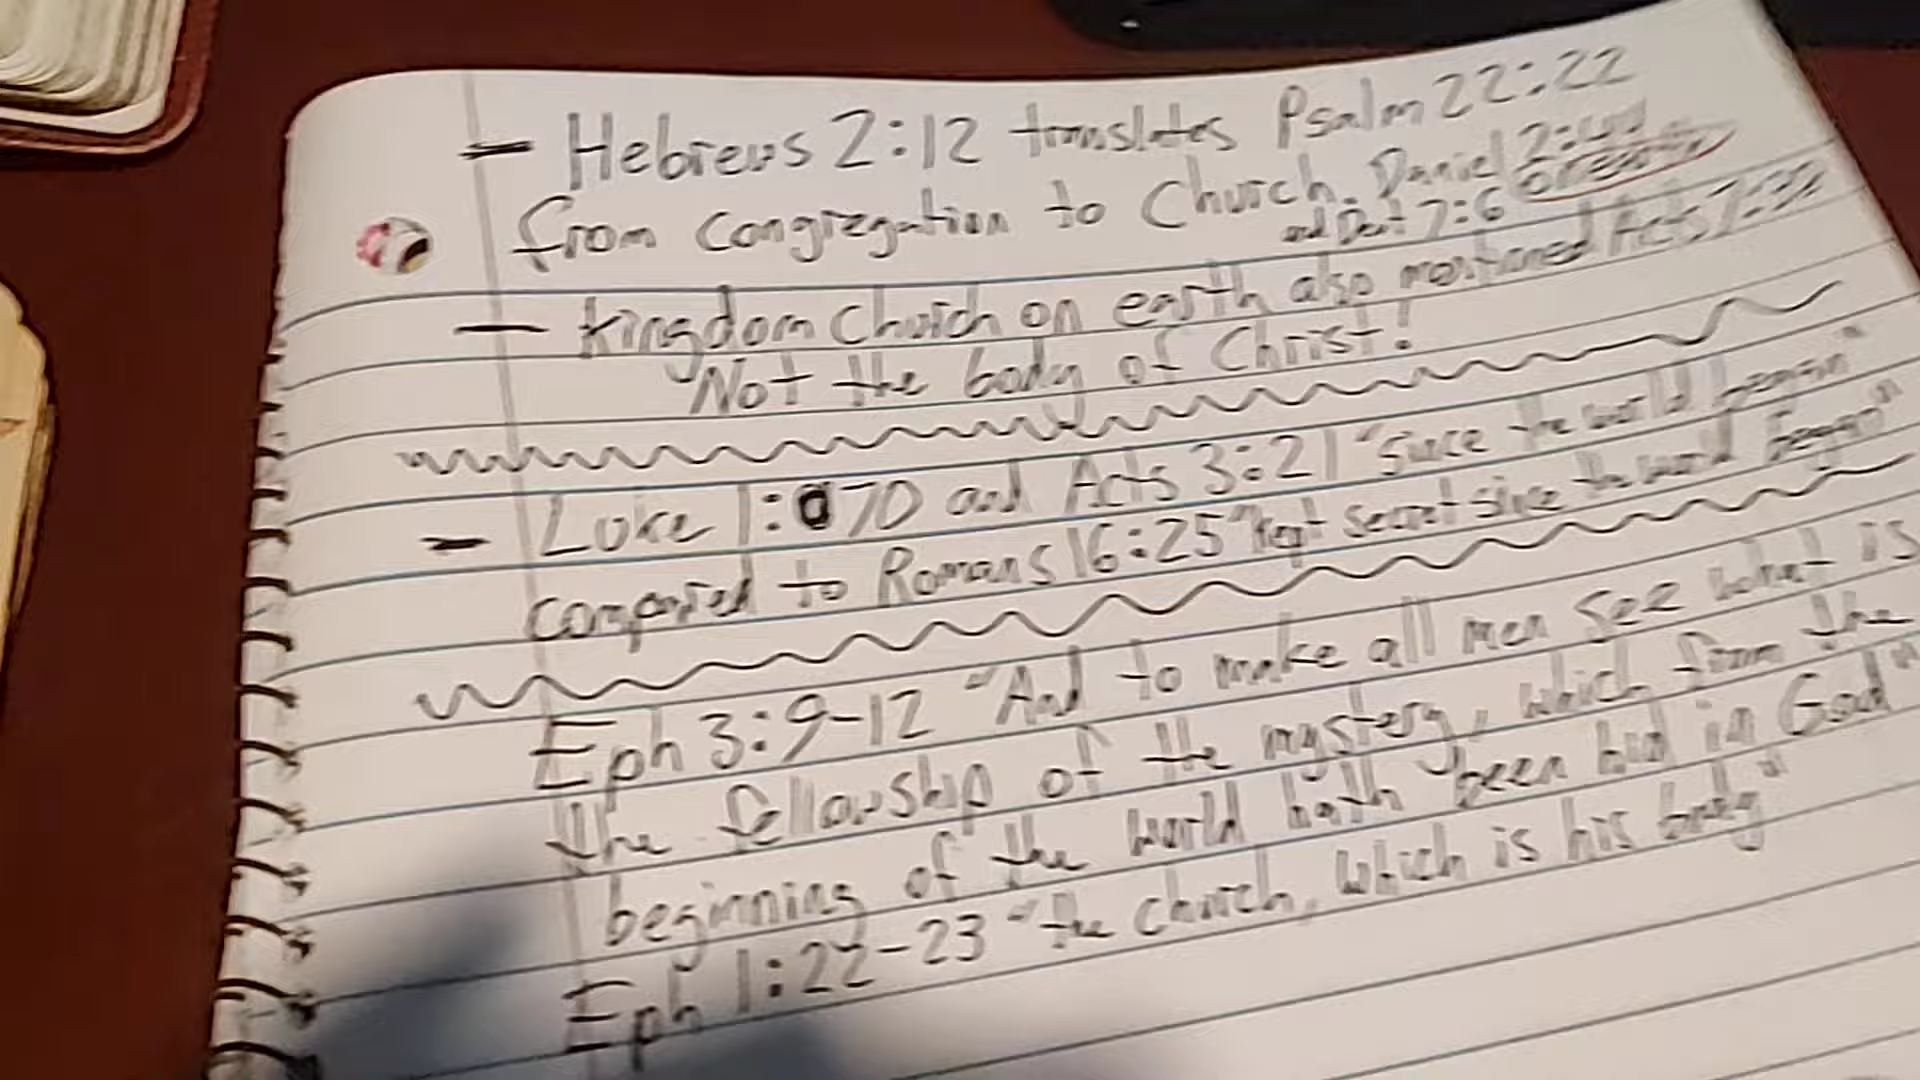 - Hebrews 2:12 translates Psalm 22:22
from congregation to Church. Daniel 2:44
and Deut 7:6 on earth
- Kingdom Church on earth also mentioned Acts 7:38
Not the body of Christ!
- Luke 1:70 and Acts 3:21 "since the world began"
compared to Romans 16:25 "kept secret since the world began"
Eph 3:9-12 "And to make all men see what is
the fellowship of the mystery, which from the
beginning of the world hath been hid in God"
Eph 1:22-23 "the church, which is his body"